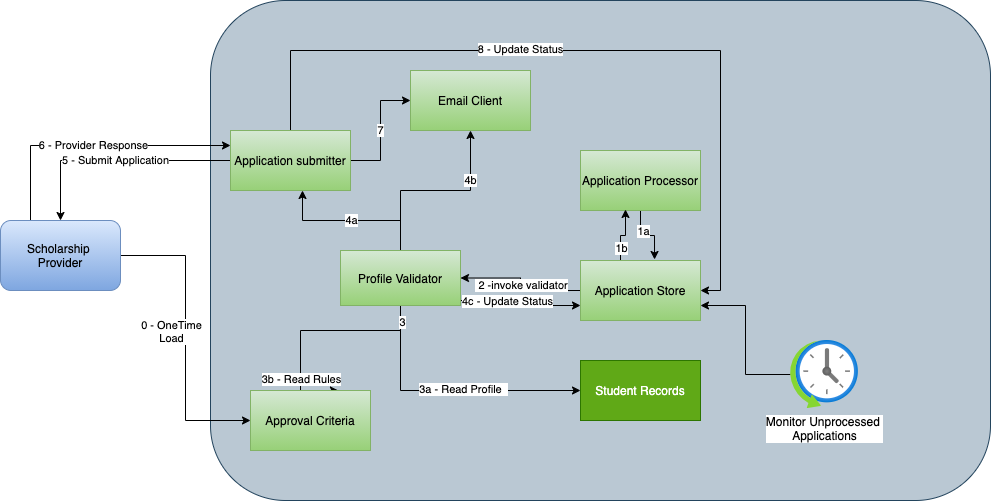 8 - Update Status
Email Client
7
6 - Provider Response
5 - Submit Application
Application submitter
4b
Application Processor
4a
1a
1b
Scholarship
Provider
Profile Validator
2 -invoke validator
Application Store
4c - Update Status
0 - OneTime
Load
3
3b - Read Rules
3a - Read Profile
Student Records
Approval Criteria
Monitor Unprocessed
Applications